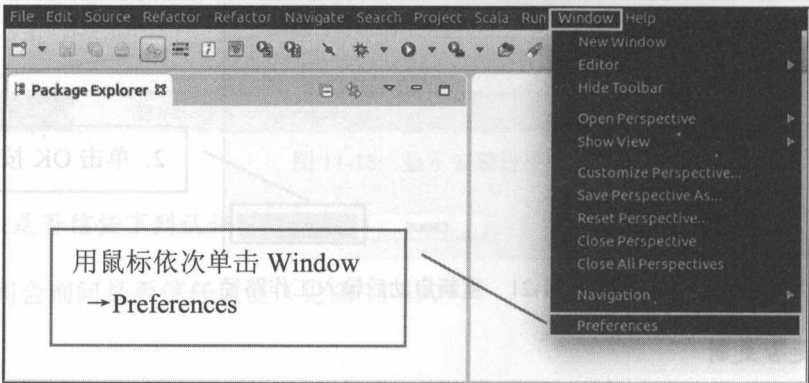 File Edit Source Refactor Refactor Navigate Search Project Scala Run Window Help
New Window
Editor
Hide Toolbar
Package Explorer
Open Perspective
Show View
Customize Perspective...
Save Perspective As...
Reset Perspective...
Close Perspective
Close All Perspectives
Navigation
Preferences
用鼠标依次单击 Window
→Preferences
2. 单击 OK 按